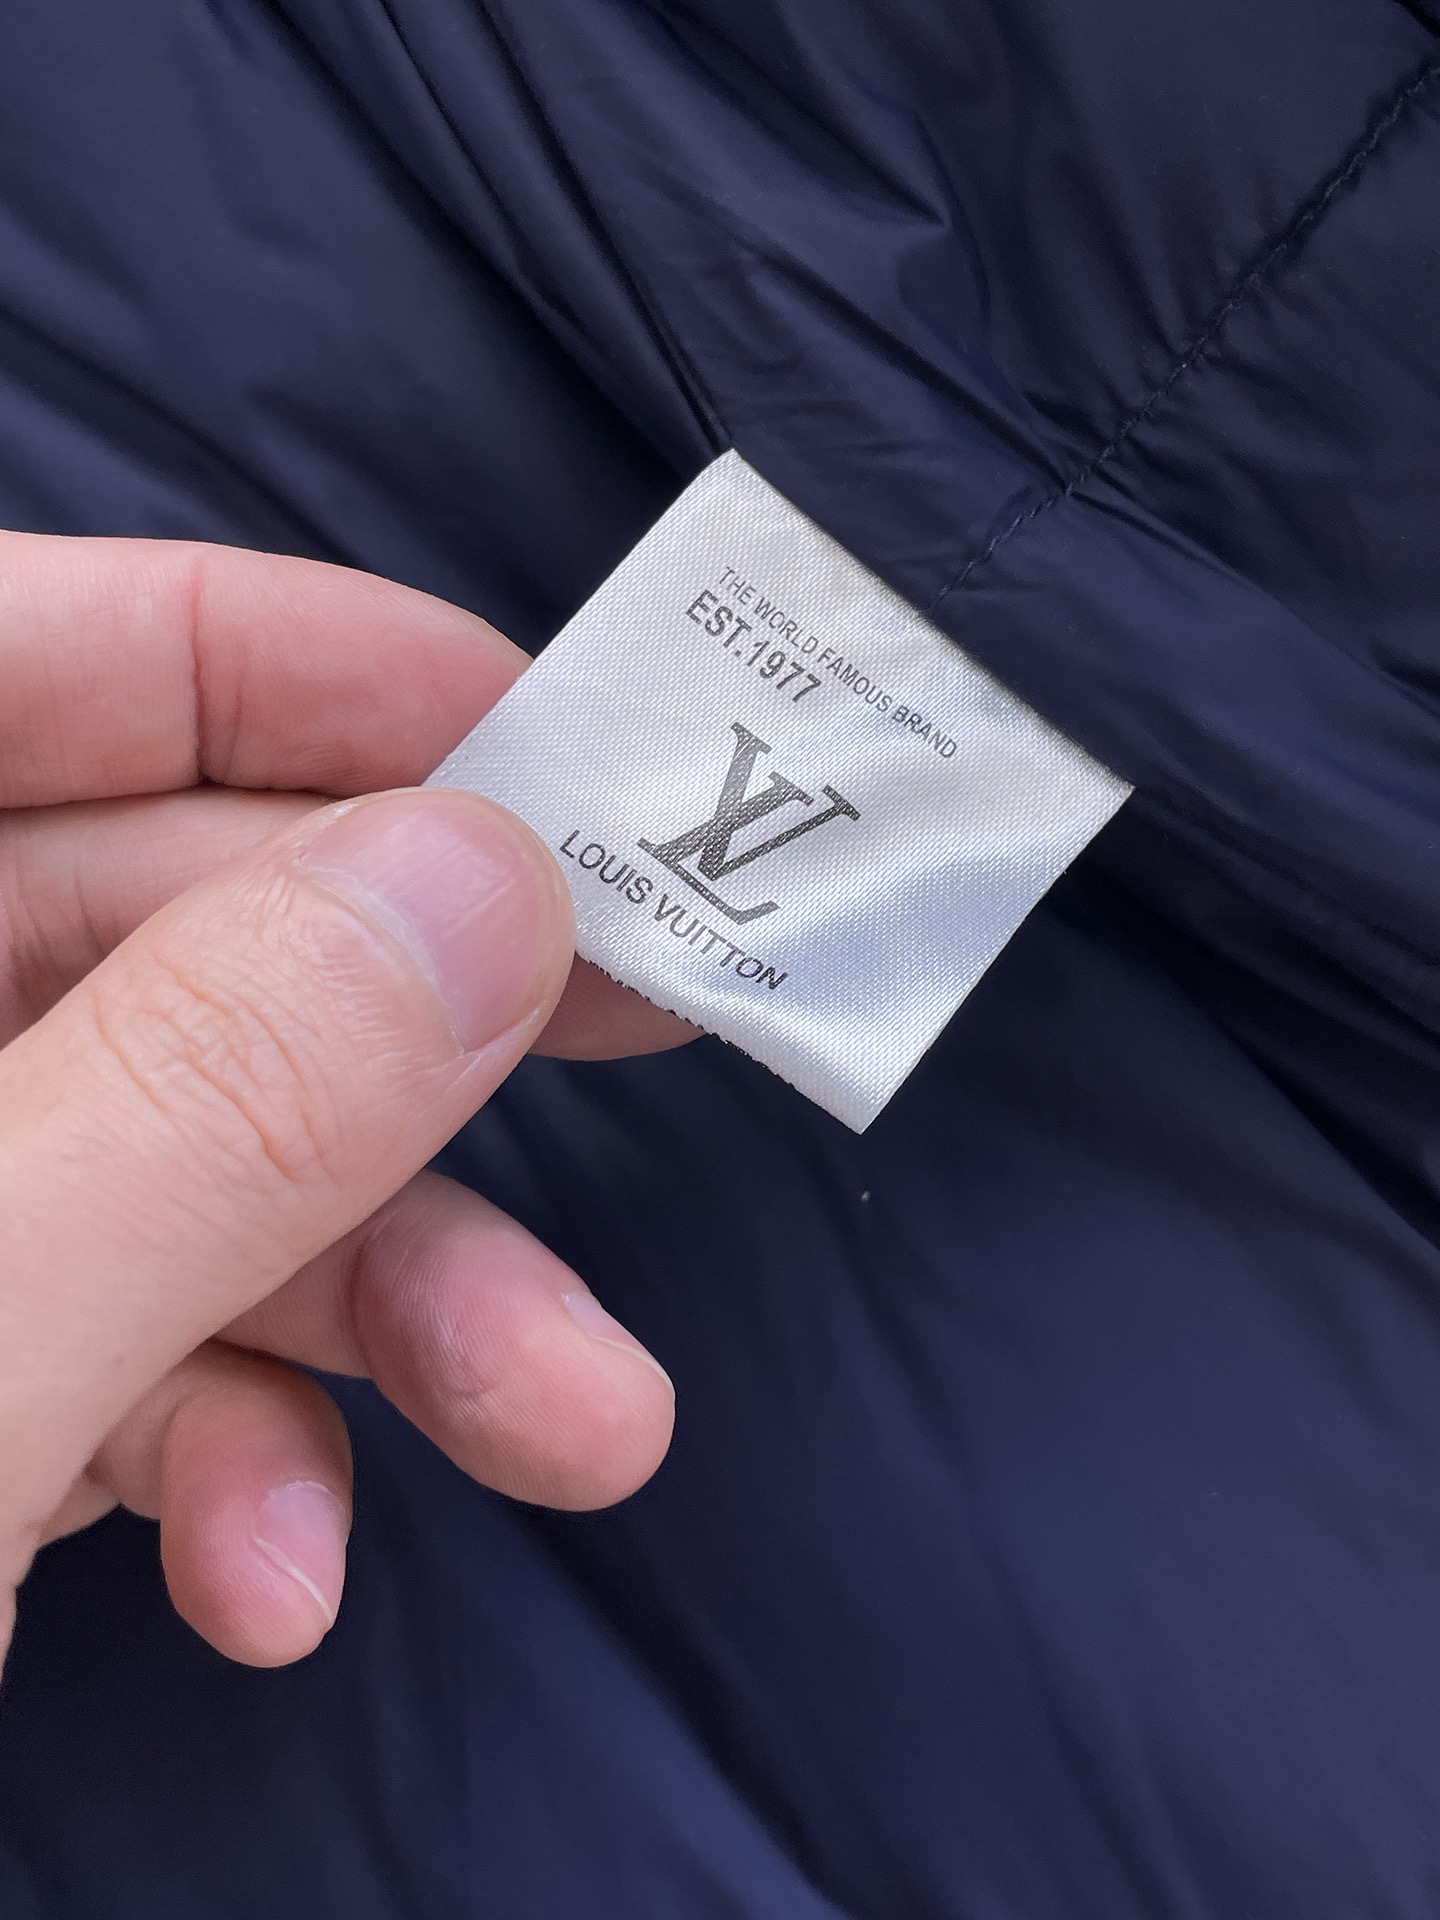 THE WORLD FAMOUS BRAND
EST.1977
LV
LOUIS VUITTON